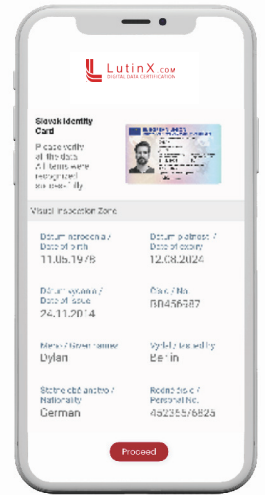 LutinX.COM
DIGITAL DATA CERTIFICATION
Slovak Identity
Card
Please verify
all the data.
All items were
recognized
successfully
EUROPEAN UNION
Visual Inspection Zone
Dátum narodenia / Dátum platnosti /
Date of birth Date of expiry
11.05.1978 12.08.2024
Dátum vydania / Číslo / No.
Date of issue BB456987
24.11.2014
Meno / Given names Vydal / Issued by
Dylan Berlin
Štátne občianstvo / Rodné číslo /
Nationality Personal No.
German 452355/6825
Proceed